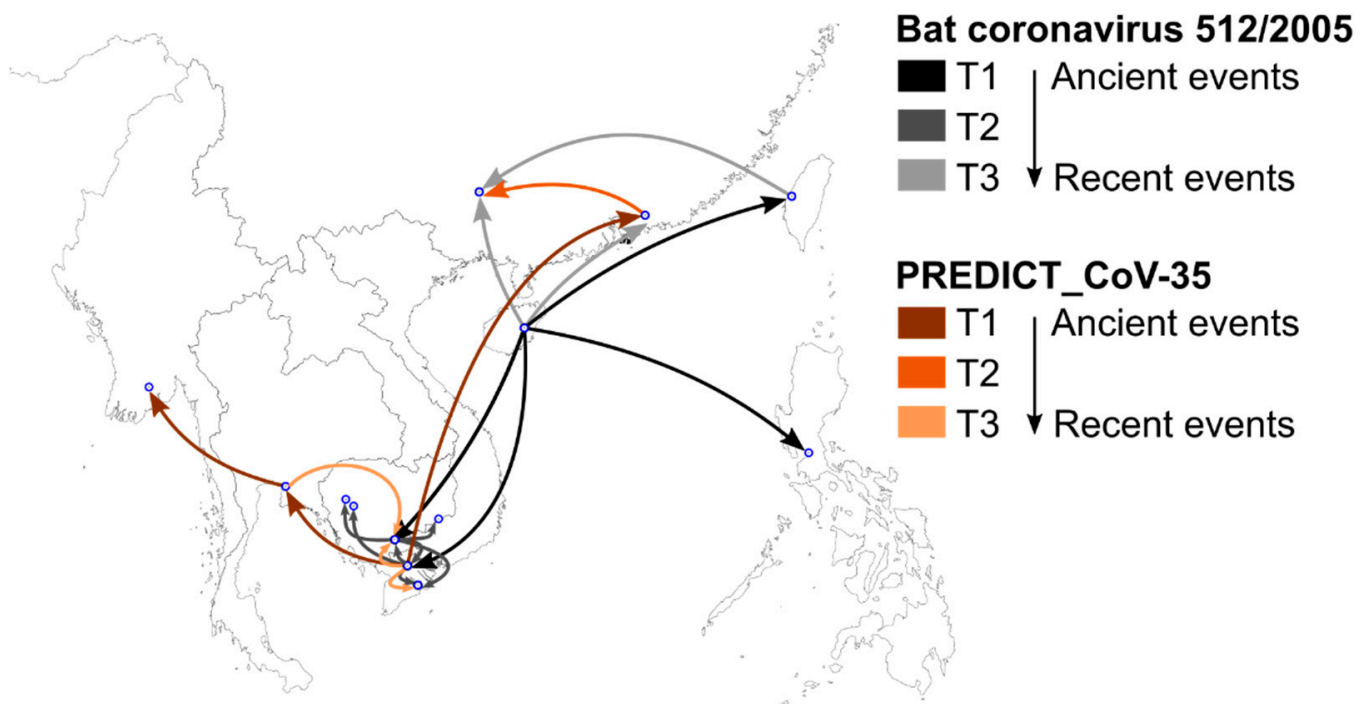 Bat coronavirus 512/2005
T1 Ancient events
T2
T3 Recent events
PREDICT_CoV-35
T1 Ancient events
T2
T3 Recent events